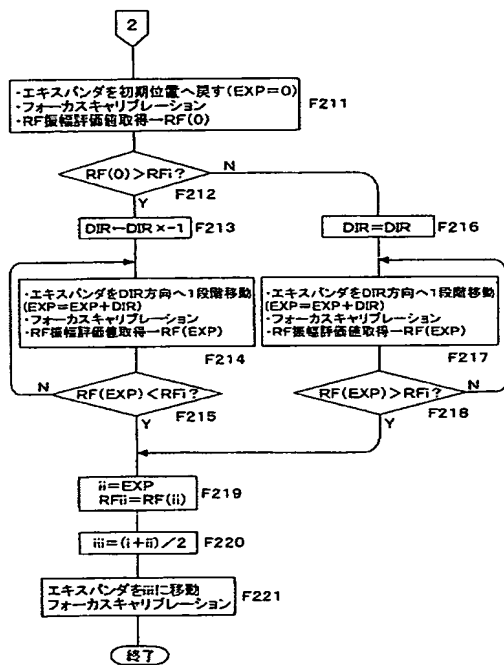 2
・エキスパンダを初期位置へ戻す(EXP=0)
・フォーカスキャリブレーション
・RF振幅評価値取得→RF(0)
F211
RF(0)>RFi?
N
F212
Y
DIR←DIR×-1
F213
DIR=DIR
F216
・エキスパンダをDIR方向へ1段階移動
(EXP=EXP+DIR)
・フォーカスキャリブレーション
・RF振幅評価値取得→RF(EXP)
F214
・エキスパンダをDIR方向へ1段階移動
(EXP=EXP+DIR)
・フォーカスキャリブレーション
・RF振幅評価値取得→RF(EXP)
F217
N
RF(EXP)<RFi?
F215
Y
RF(EXP)>RFi?
N
F218
Y
ii=EXP
RFii=RF(ii)
F219
iii=(i+ii)/2
F220
エキスパンダをiiiに移動
フォーカスキャリブレーション
F221
終了